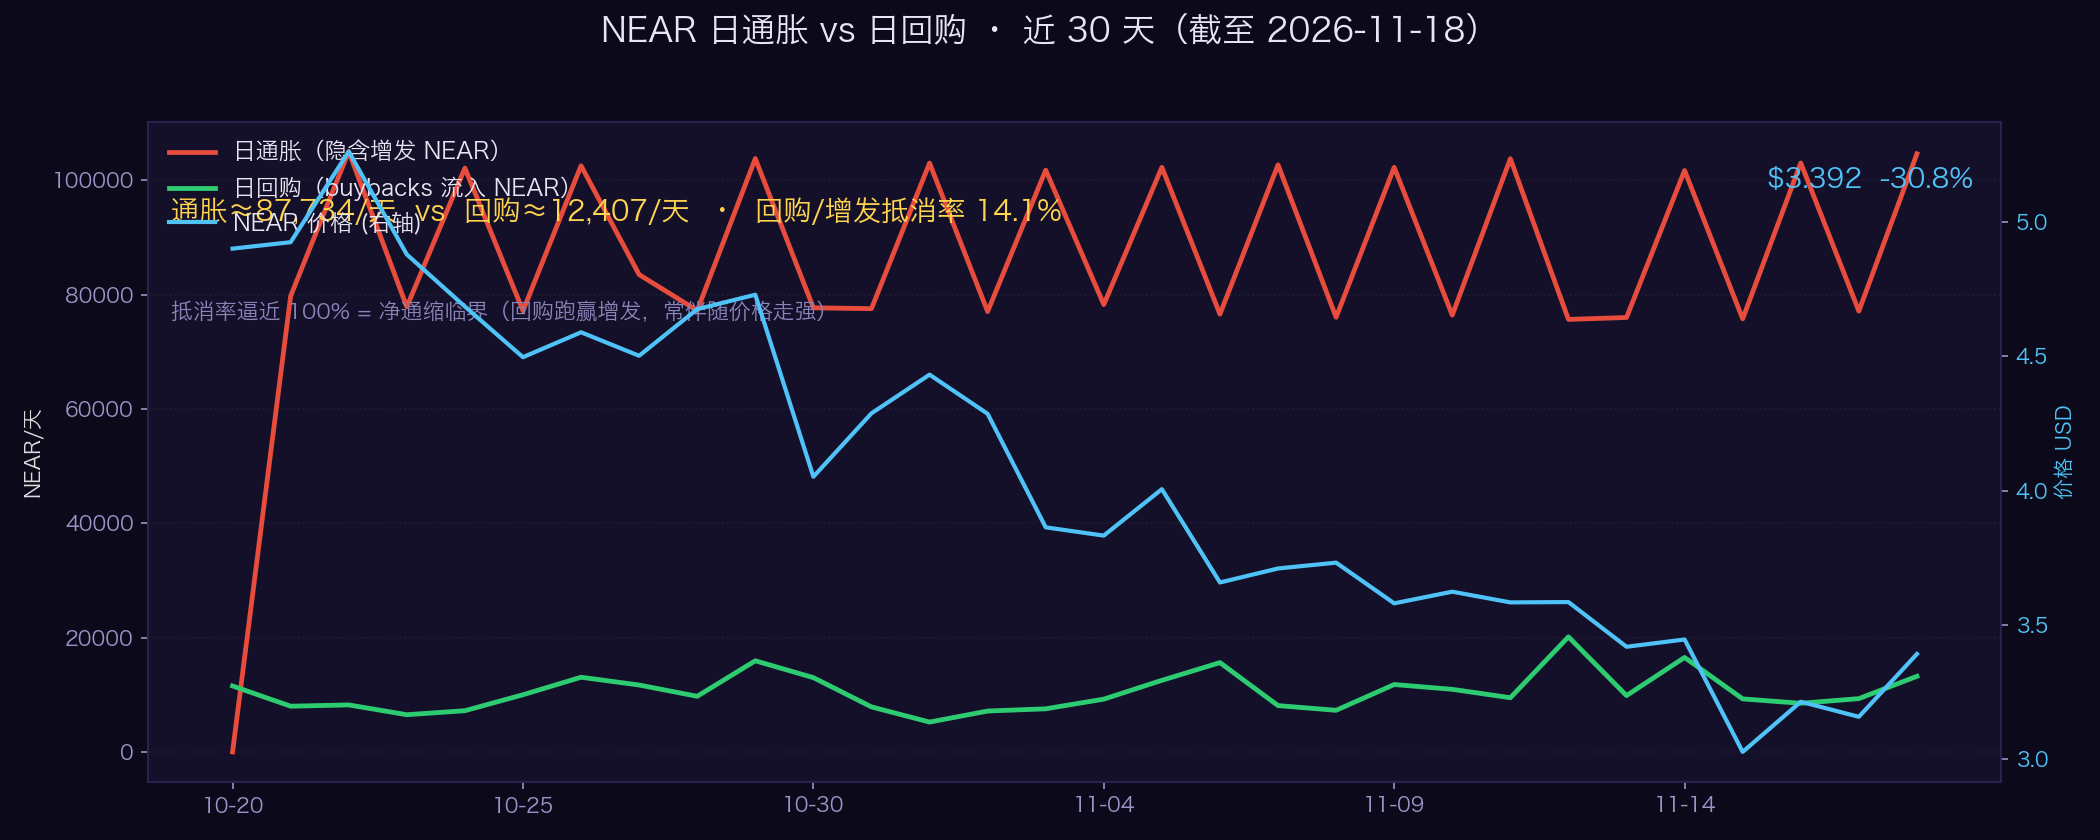 NEAR 日通胀 vs 日回购 · 近 30 天（截至 2026-11-18）
日通胀（隐含增发 NEAR）
日回购（buybacks 流入 NEAR）
NEAR 价格 (右轴)
通胀≈87,734/天 vs 回购≈12,407/天 · 回购/增发抵消率 14.1%
抵消率逼近 100% = 净通缩临界（回购跑赢增发，常伴随价格走强）
$3.392 -30.8%
NEAR/天
100000
80000
60000
40000
20000
0
价格 USD
5.0
4.5
4.0
3.5
3.0
10-20
10-25
10-30
11-04
11-09
11-14